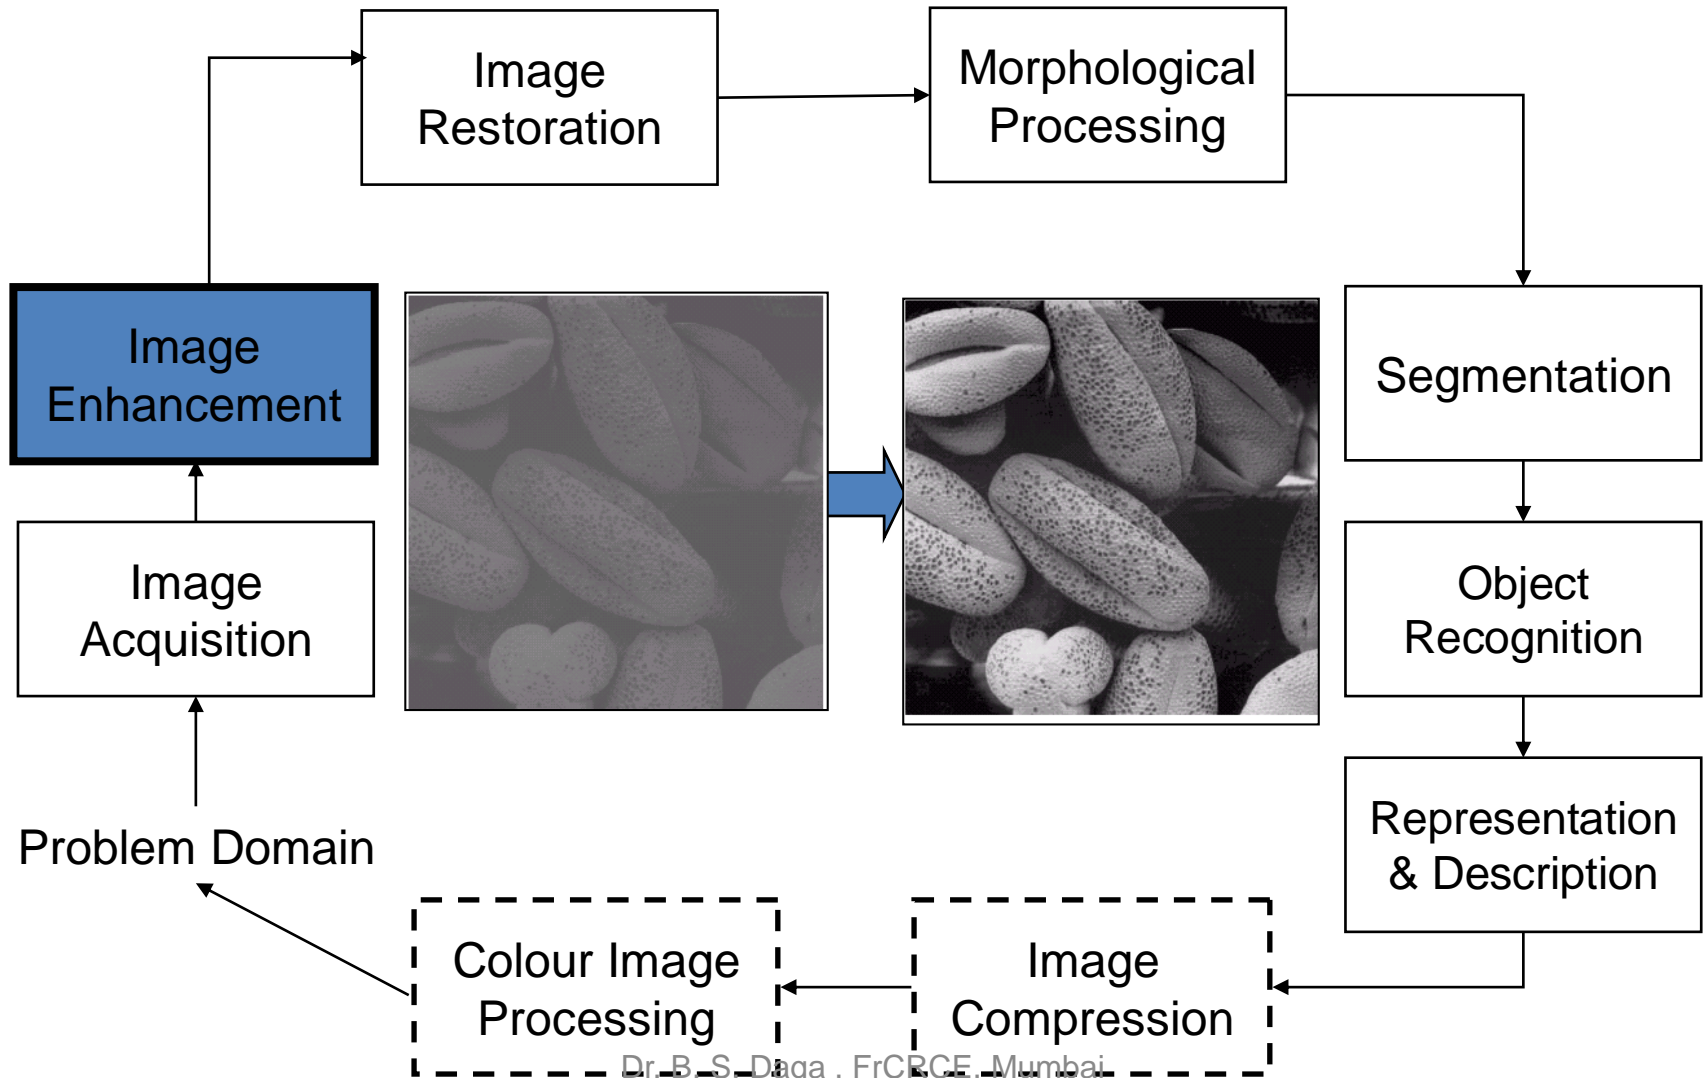 Image
Restoration
Morphological
Processing
Image
Enhancement
Segmentation
Image
Acquisition
Object
Recognition
Problem Domain
Representation
& Description
Colour Image
Processing
Image
Compression
Dr. B. S. Daga , FrCRCE, Mumbai